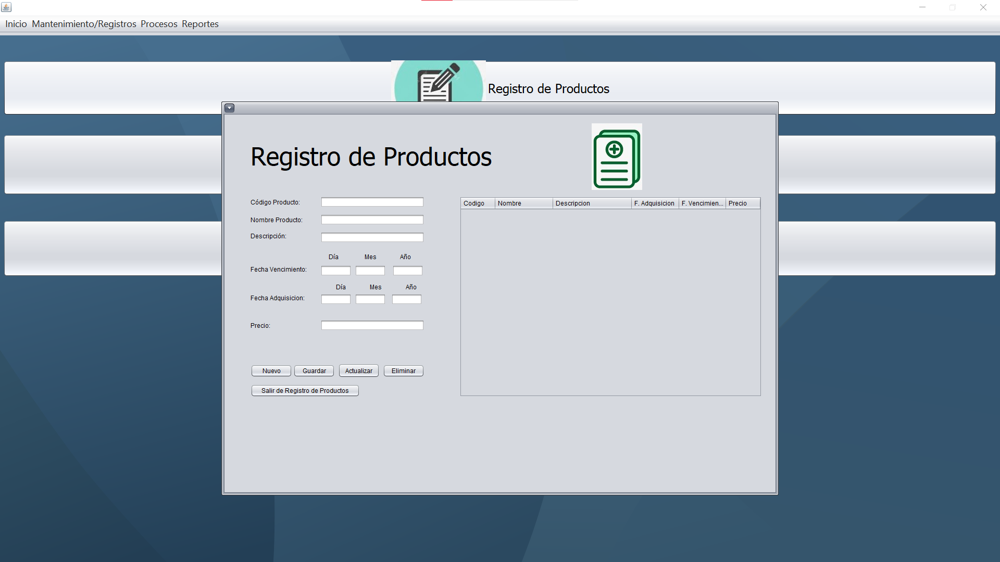 Inicio Mantenimiento/Registros Procesos Reportes
Registro de Productos
Registro de Productos
Código Producto:
Nombre Producto:
Descripción:
Día Mes Año
Fecha Vencimiento:
Día Mes Año
Fecha Adquisicion:
Precio:
Nuevo Guardar Actualizar Eliminar
Salir de Registro de Productos
Codigo Nombre Descripcion F. Adquisicion F. Vencimien... Precio